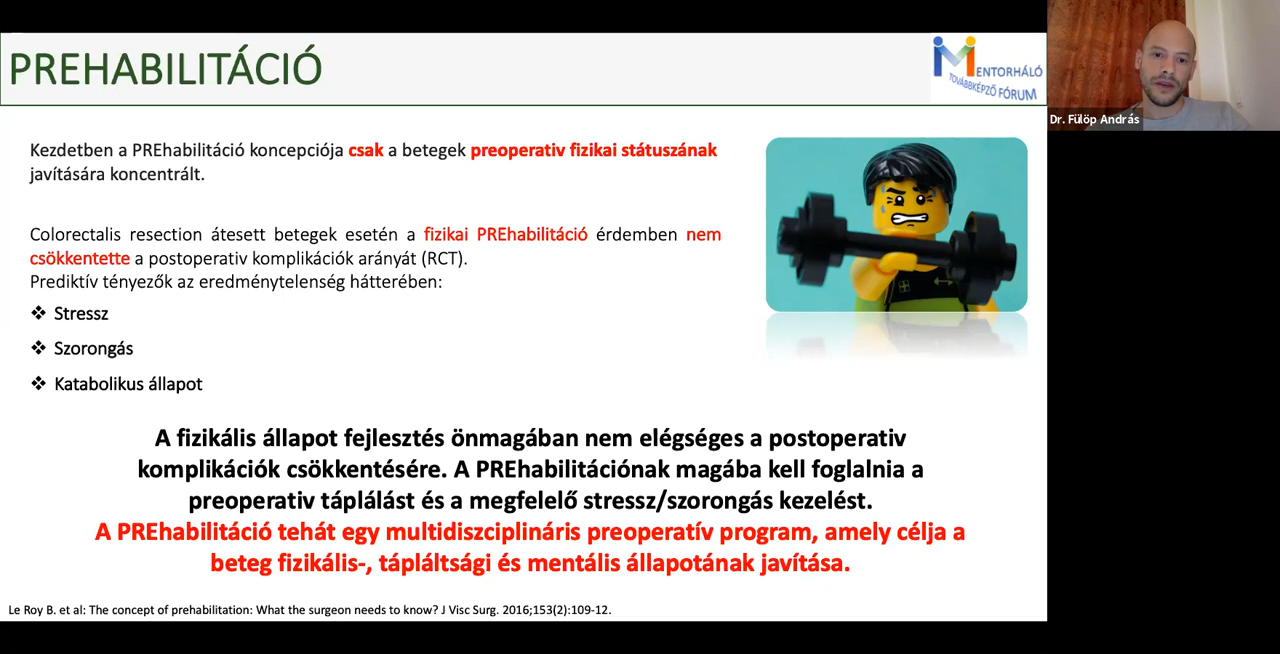 PREHABILITÁCIÓ
MENTORHÁLÓ
TOVÁBBKÉPZŐ FÓRUM
Dr. Fülöp András
Kezdetben a PREhabilitáció koncepciója csak a betegek preoperativ fizikai státuszának
javítására koncentrált.
Colorectalis resection átesett betegek esetén a fizikai PREhabilitáció érdemben nem
csökkentette a postoperativ komplikációk arányát (RCT).
Prediktív tényezők az eredménytelenség hátterében:
❖ Stressz
❖ Szorongás
❖ Katabolikus állapot
A fizikális állapot fejlesztés önmagában nem elégséges a postoperativ
komplikációk csökkentésére. A PREhabilitációnak magába kell foglalnia a
preoperativ táplálást és a megfelelő stressz/szorongás kezelést.
A PREhabilitáció tehát egy multidiszciplináris preoperatív program, amely célja a
beteg fizikális-, tápláltsági és mentális állapotának javítása.
Le Roy B. et al: The concept of prehabilitation: What the surgeon needs to know? J Visc Surg. 2016;153(2):109-12.